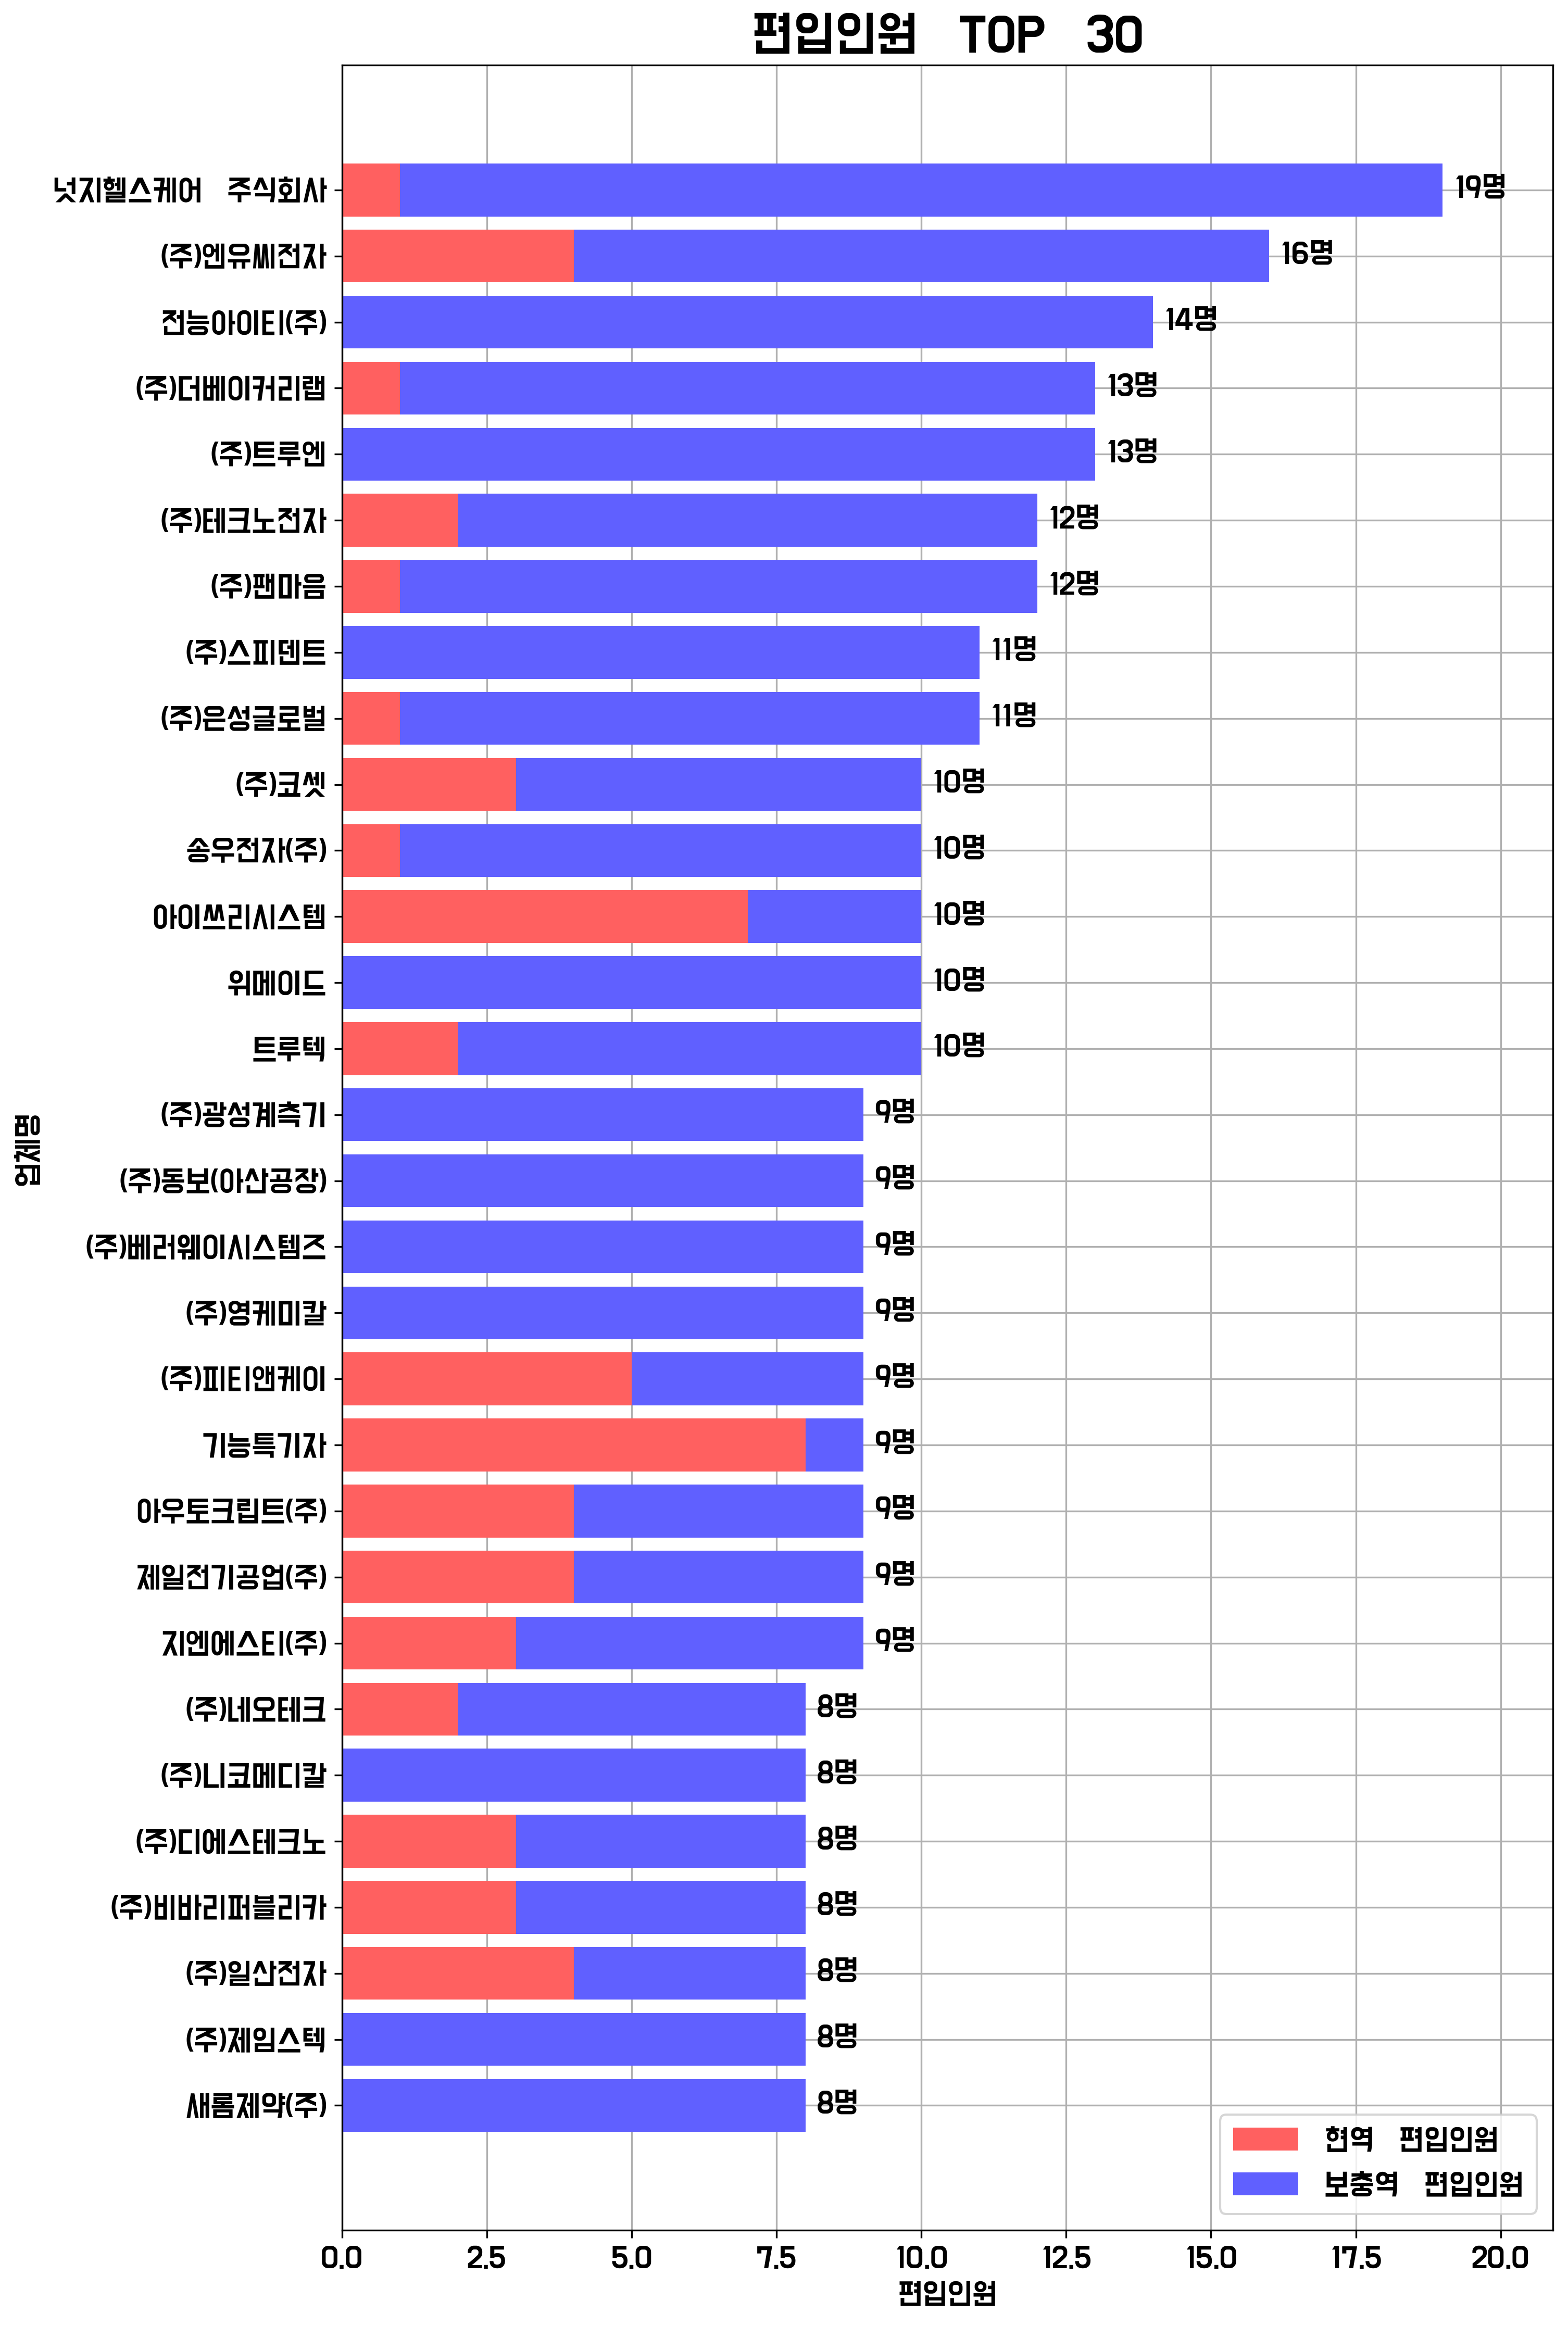 편입인원 TOP 30
넛지헬스케어 주식회사 19명
(주)엔유씨전자 16명
전능아이티(주) 14명
(주)더베이커리랩 13명
(주)트루엔 13명
(주)테크노전자 12명
(주)팬마음 12명
(주)스피덴트 11명
(주)은성글로벌 11명
(주)코셋 10명
송우전자(주) 10명
아이쓰리시스템 10명
위메이드 10명
트루텍 10명
(주)광성계측기 9명
(주)동보(아산공장) 9명
(주)베러웨이시스템즈 9명
(주)영케미칼 9명
(주)피티앤케이 9명
기능특기자 9명
아우토크립트(주) 9명
제일전기공업(주) 9명
지엔에스티(주) 9명
(주)네오테크 8명
(주)니코메디칼 8명
(주)디에스테크노 8명
(주)비바리퍼블리카 8명
(주)일산전자 8명
(주)제임스텍 8명
새롬제약(주) 8명
업체명
현역 편입인원
보충역 편입인원
0.0 2.5 5.0 7.5 10.0 12.5 15.0 17.5 20.0
편입인원